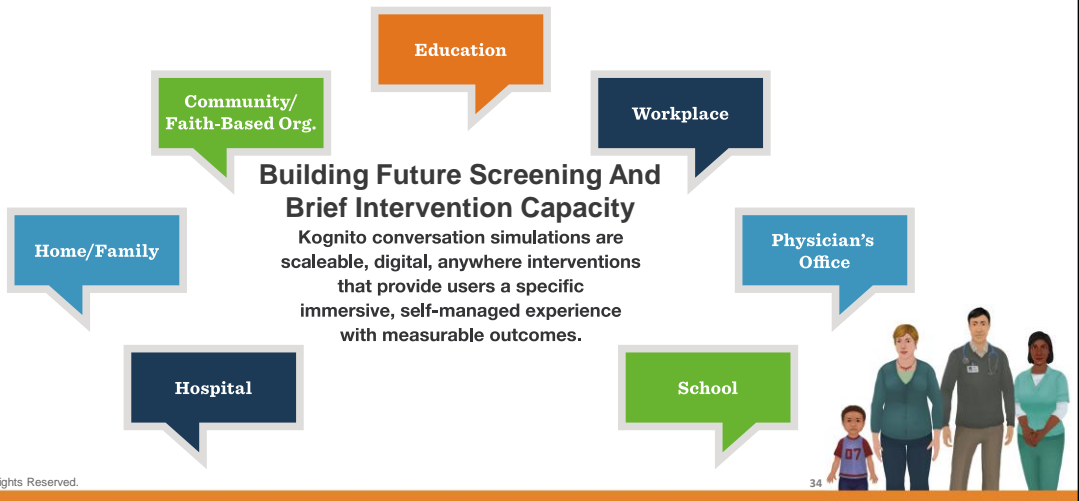 Education
Community/
Faith-Based Org.
Workplace
Building Future Screening And
Brief Intervention Capacity
Kognito conversation simulations are
scaleable, digital, anywhere interventions
that provide users a specific
immersive, self-managed experience
with measurable outcomes.
Home/Family
Physician's
Office
Hospital
School
07
ights Reserved.
34